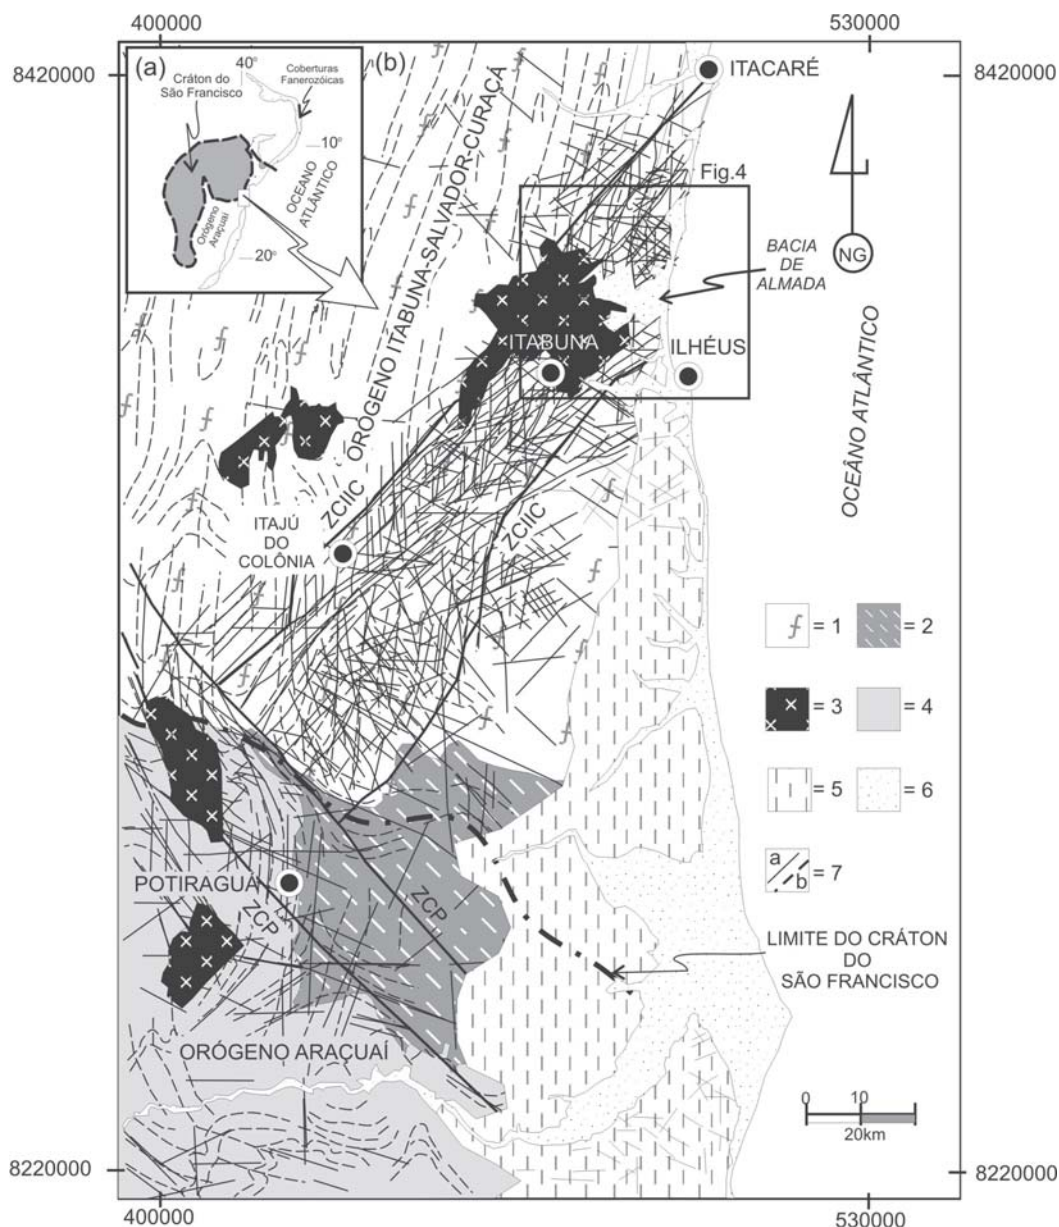 400000
530000
8420000
8420000
(a)
40°
Cráton do
São Francisco
Coberturas
Fanerozóicas
10°
OCEANO
ATLÂNTICO
Orógeno
Araçuaí
20°
(b)
ITACARÉ
Fig.4
NG
BACIA
DE
ALMADA
OROGENO ITABUNA-SALVADOR-CURAÇÁ
ITABUNA
ILHÉUS
OCEÂNO ATLÂNTICO
ZCIIC
ZCIIC
ITAJÚ
DO
COLÔNIA
= 1
= 2
= 3
= 4
= 5
= 6
a
b
= 7
POTIRAGUÁ
ZCP
ZCP
LIMITE DO CRÁTON
DO
SÃO FRANCISCO
ORÓGENO ARAÇUAÍ
0
10
20km
8220000
8220000
400000
530000